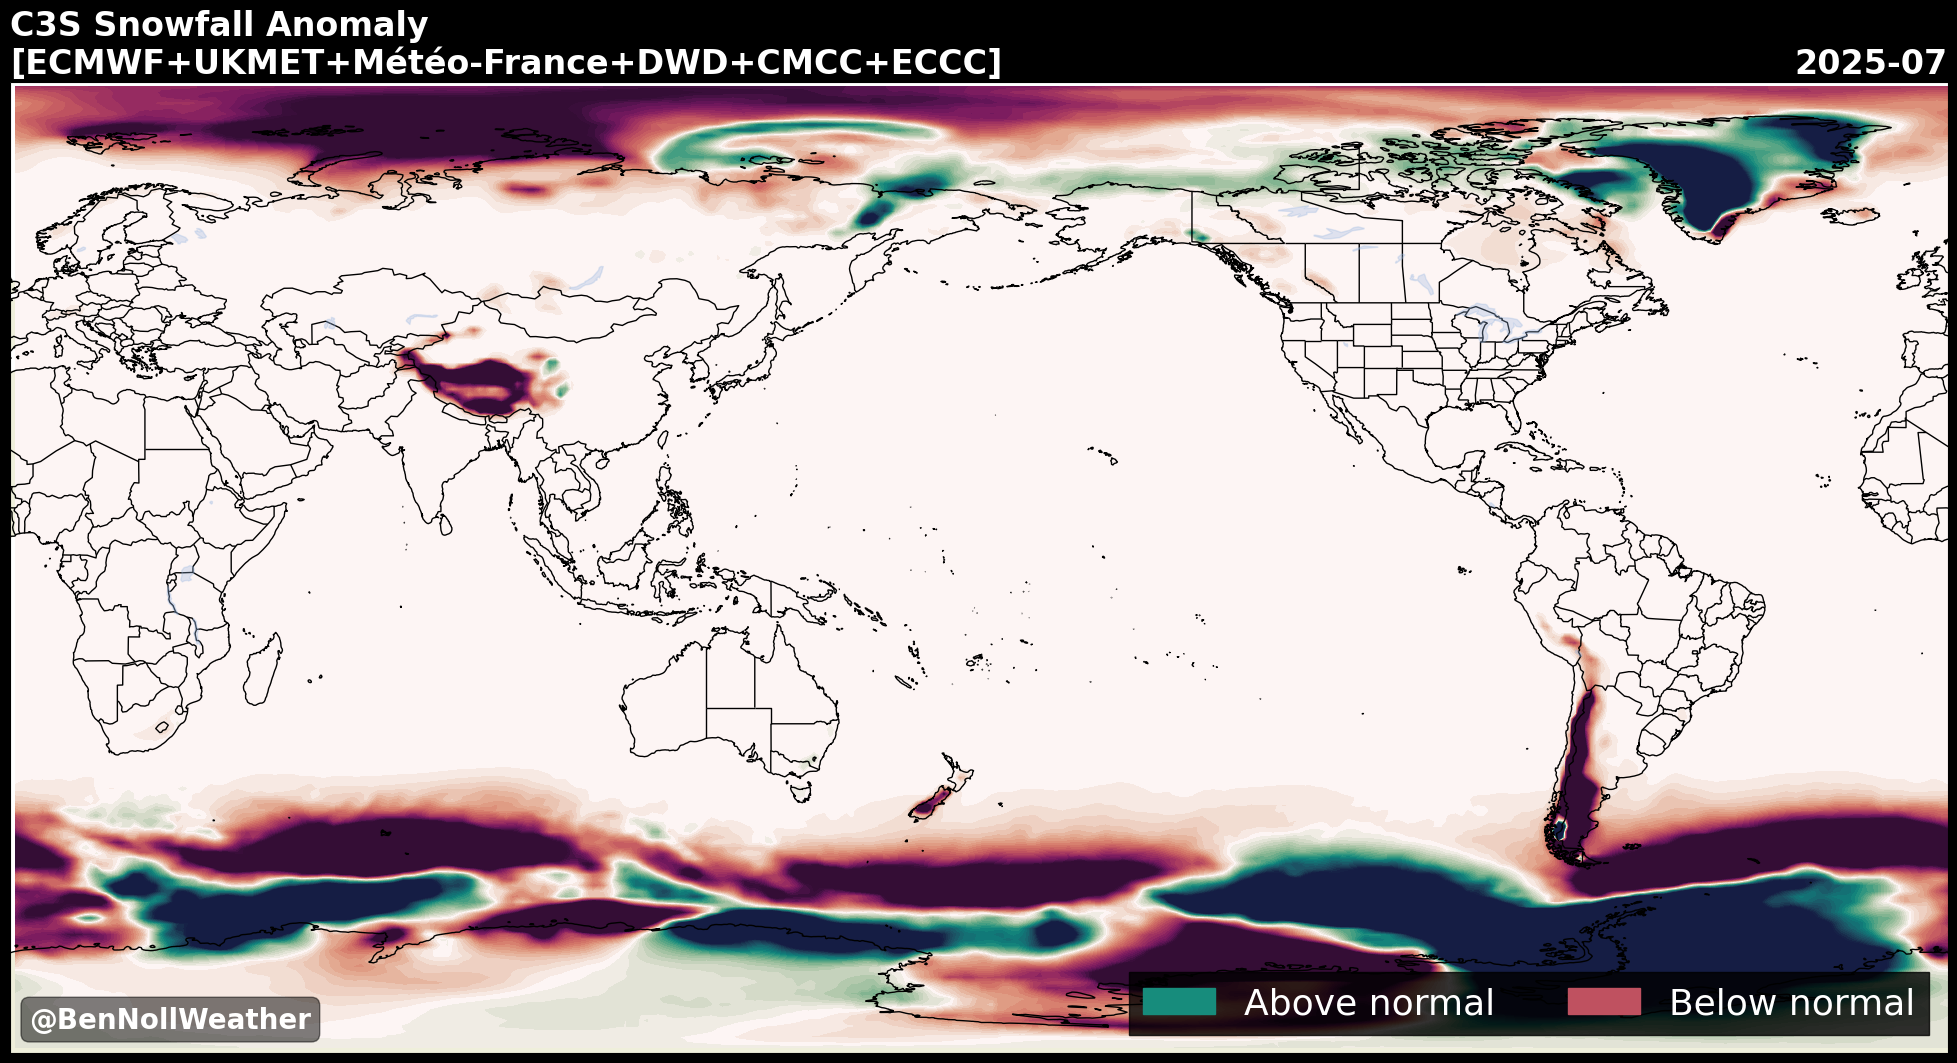 C3S Snowfall Anomaly
[ECMWF+UKMET+Météo-France+DWD+CMCC+ECCC] 2025-07
@BenNollWeather
Above normal Below normal